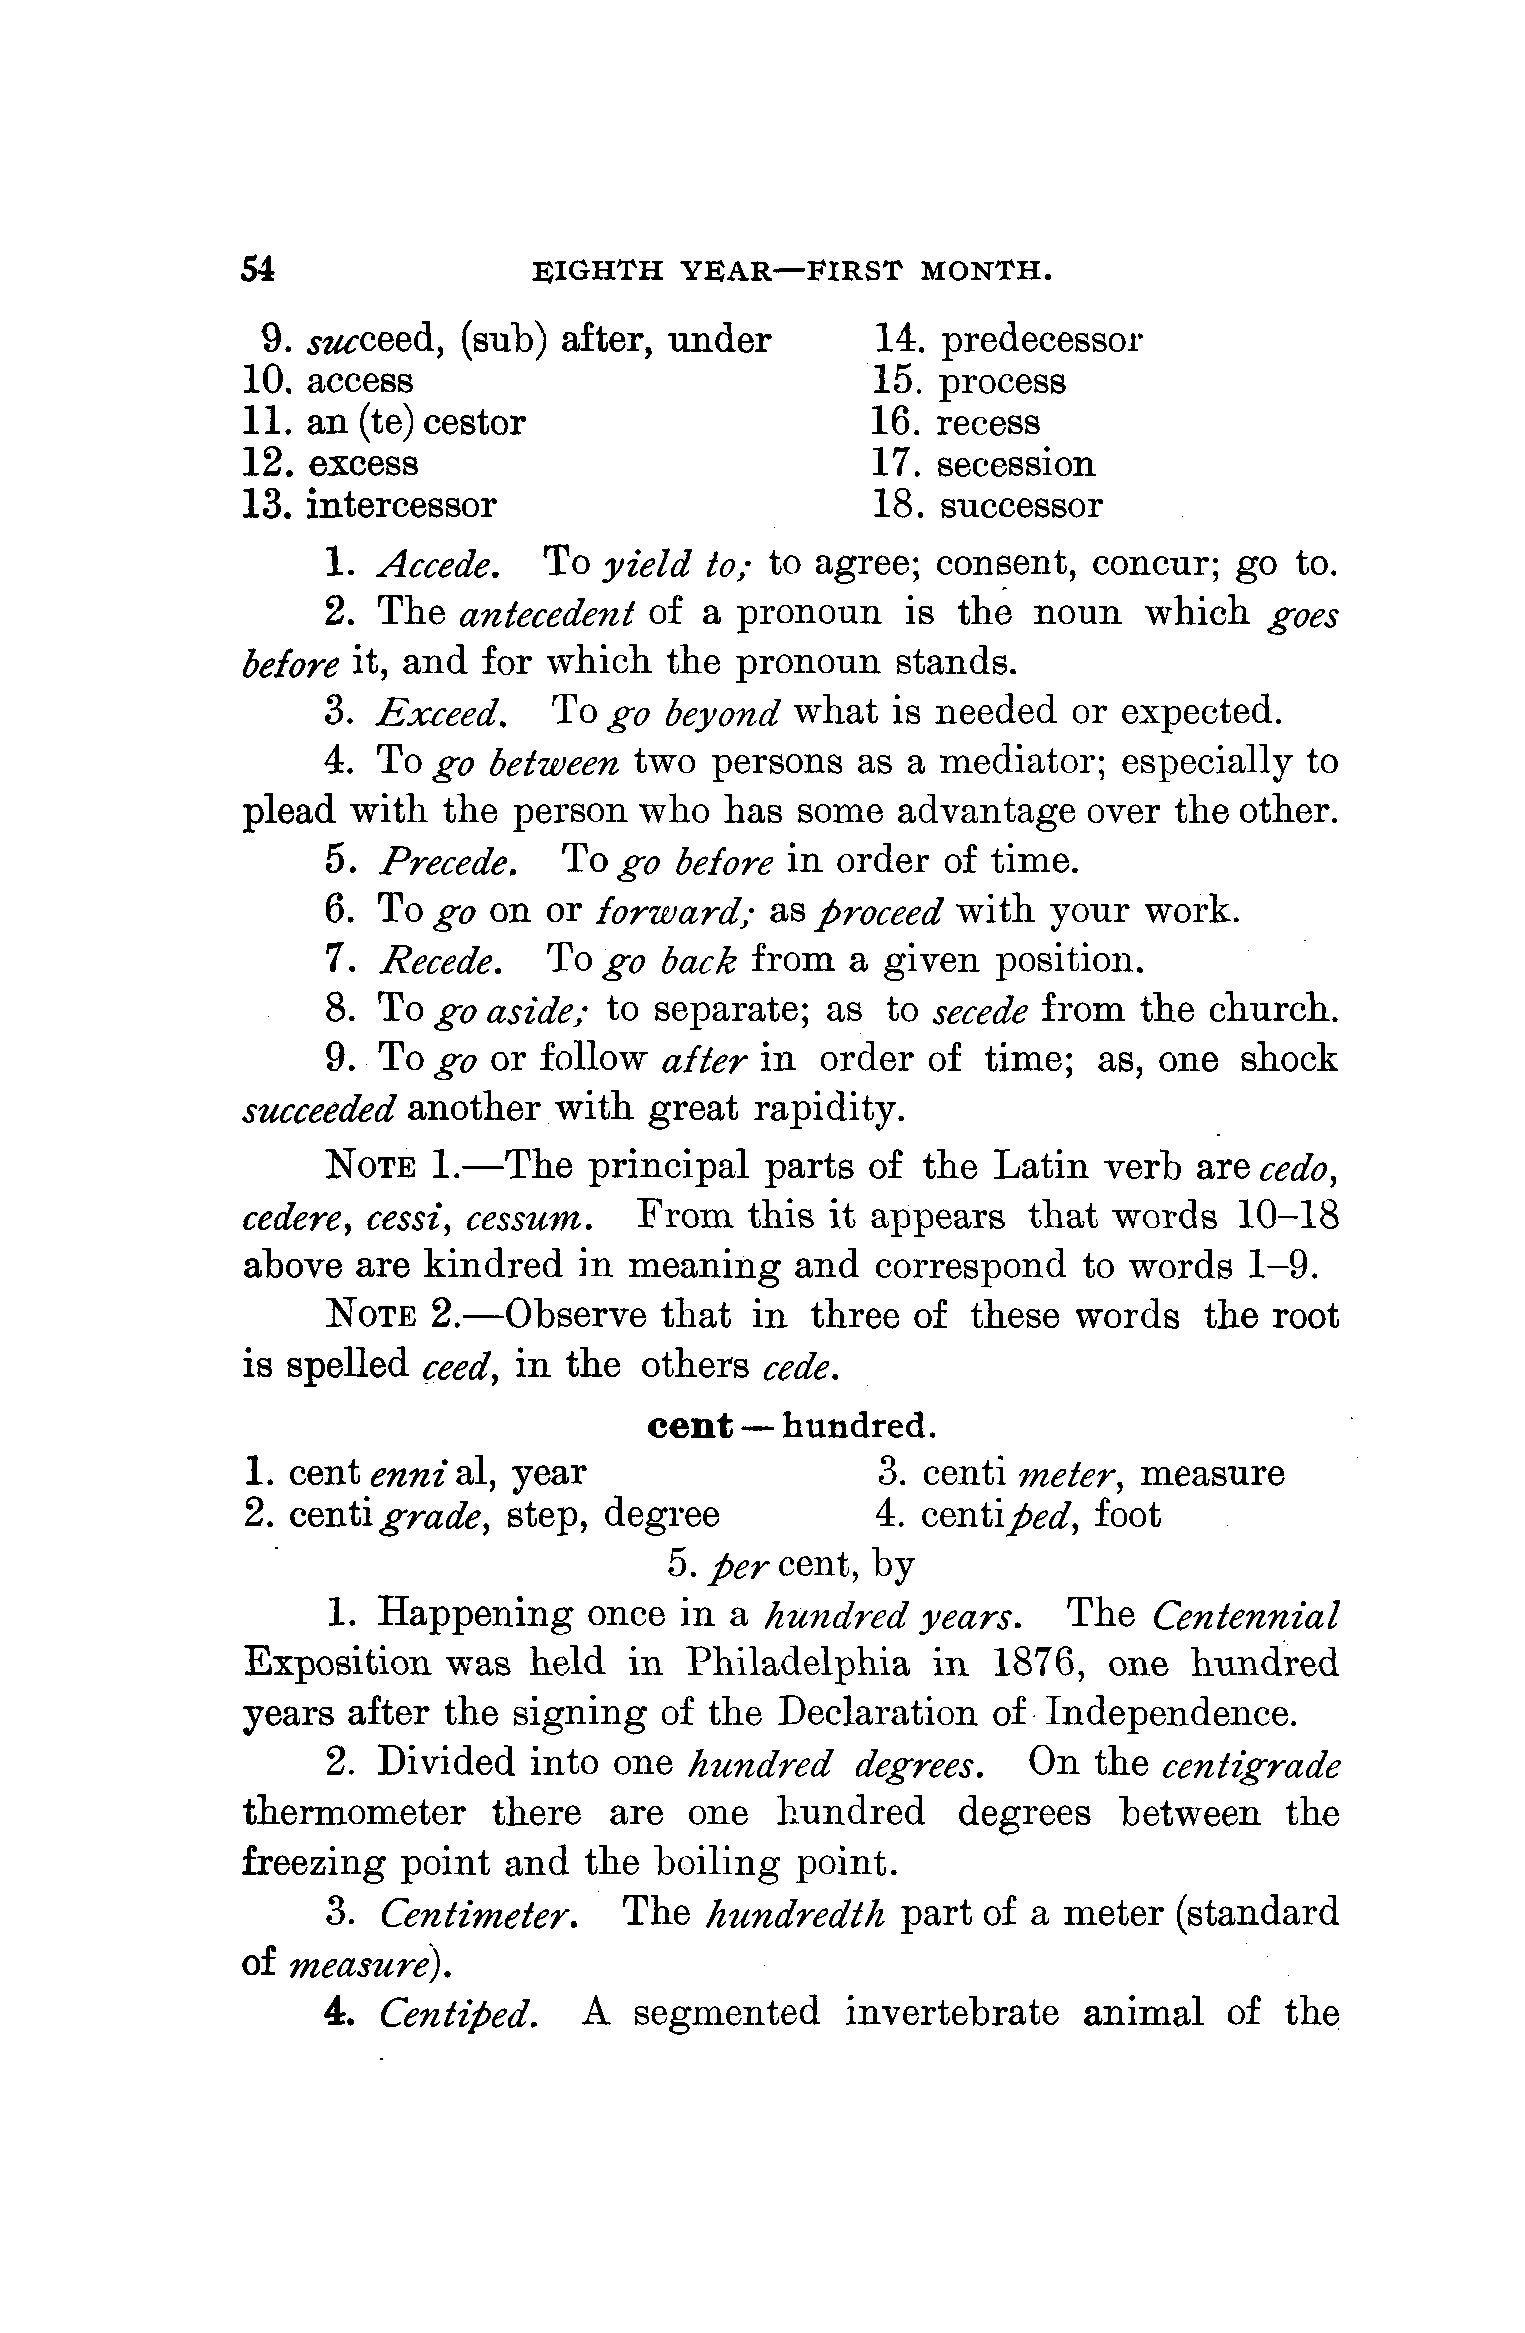 54 EIGHTH YEAR—FIRST MONTH.
9. succeed, (sub) after, under
10. access
11. an (te) cestor
12. excess
13. intercessor
14. predecessor
15. process
16. recess
17. secession
18. successor
1. Accede. To yield to; to agree; consent, concur; go to.
2. The antecedent of a pronoun is the noun which goes
before it, and for which the pronoun stands.
3. Exceed. To go beyond what is needed or expected.
4. To go between two persons as a mediator; especially to
plead with the person who has some advantage over the other.
5. Precede. To go before in order of time.
6. To go on or forward; as proceed with your work.
7. Recede. To go back from a given position.
8. To go aside; to separate; as to secede from the church.
9. To go or follow after in order of time; as, one shock
succeeded another with great rapidity.
NOTE 1.—The principal parts of the Latin verb are cedo,
cedere, cessi, cessum. From this it appears that words 10–18
above are kindred in meaning and correspond to words 1–9.
NOTE 2.—Observe that in three of these words the root
is spelled ceed, in the others cede.
cent — hundred.
1. cent enni al, year
2. centi grade, step, degree
3. centi meter, measure
4. centi ped, foot
5. per cent, by
1. Happening once in a hundred years. The Centennial
Exposition was held in Philadelphia in 1876, one hundred
years after the signing of the Declaration of Independence.
2. Divided into one hundred degrees. On the centigrade
thermometer there are one hundred degrees between the
freezing point and the boiling point.
3. Centimeter. The hundredth part of a meter (standard
of measure).
4. Centiped. A segmented invertebrate animal of the